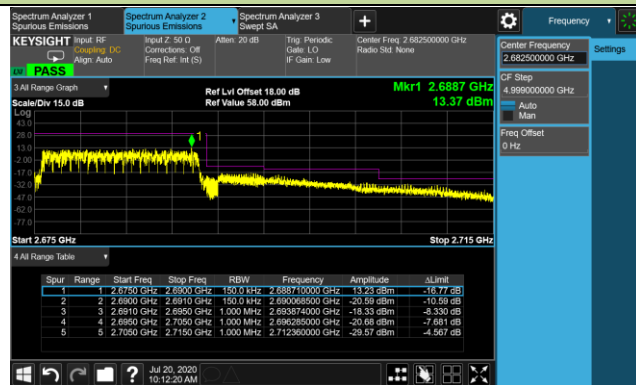 Spectrum Analyzer 1
Spurious Emissions
Spectrum Analyzer 2
Spurious Emissions
Spectrum Analyzer 3
Swept SA
Frequency
KEYSIGHT
Input: RF
Coupling: DC
Align: Auto
Input Z: 50 Ω
Corrections: Off
Freq Ref: Int (S)
Atten: 20 dB
Trig: Periodic
Gate: LO
IF Gain: Low
Center Freq: 2.682500000 GHz
Radio Std: None
PASS
Center Frequency
2.682500000 GHz
Settings
CF Step
4.999000000 GHz
Auto
Man
Freq Offset
0 Hz
3 All Range Graph
Scale/Div 15.0 dB
Ref Lvl Offset 18.00 dB
Ref Value 58.00 dBm
Mkr1 2.6887 GHz
13.37 dBm
Log
43.0
28.0
13.0
-2.00
-17.0
-32.0
-47.0
-62.0
-77.0
1
Start 2.675 GHz
Stop 2.715 GHz
4 All Range Table
Spur Range Start Freq Stop Freq RBW Frequency Amplitude ΔLimit
1 1 2.6750 GHz 2.6900 GHz 150.0 kHz 2.688710000 GHz 13.23 dBm -16.77 dB
2 2 2.6900 GHz 2.6910 GHz 150.0 kHz 2.690068500 GHz -20.59 dBm -10.59 dB
3 3 2.6910 GHz 2.6950 GHz 1.000 MHz 2.693874000 GHz -18.33 dBm -8.330 dB
4 4 2.6950 GHz 2.7050 GHz 1.000 MHz 2.696285000 GHz -20.68 dBm -7.681 dB
5 5 2.7050 GHz 2.7150 GHz 1.000 MHz 2.712360000 GHz -29.57 dBm -4.567 dB
Jul 20, 2020
10:12:20 AM